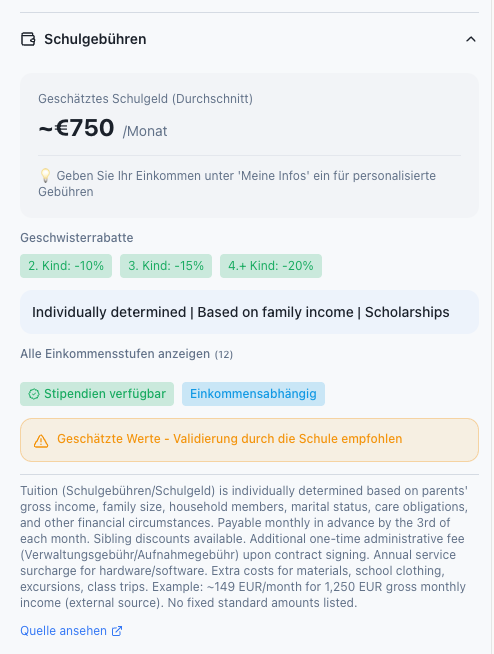 Schulgebühren
Geschätztes Schulgeld (Durchschnitt)
~€750 /Monat
💡 Geben Sie Ihr Einkommen unter 'Meine Infos' ein für personalisierte
Gebühren
Geschwisterrabatte
2. Kind: -10% 3. Kind: -15% 4.+ Kind: -20%
Individually determined | Based on family income | Scholarships
Alle Einkommensstufen anzeigen (12)
Stipendien verfügbar Einkommensabhängig
Geschätzte Werte - Validierung durch die Schule empfohlen
Tuition (Schulgebühren/Schulgeld) is individually determined based on parents'
gross income, family size, household members, marital status, care obligations,
and other financial circumstances. Payable monthly in advance by the 3rd of
each month. Sibling discounts available. Additional one-time administrative fee
(Verwaltungsgebühr/Aufnahmegebühr) upon contract signing. Annual service
surcharge for hardware/software. Extra costs for materials, school clothing,
excursions, class trips. Example: ~149 EUR/month for 1,250 EUR gross monthly
income (external source). No fixed standard amounts listed.
Quelle ansehen